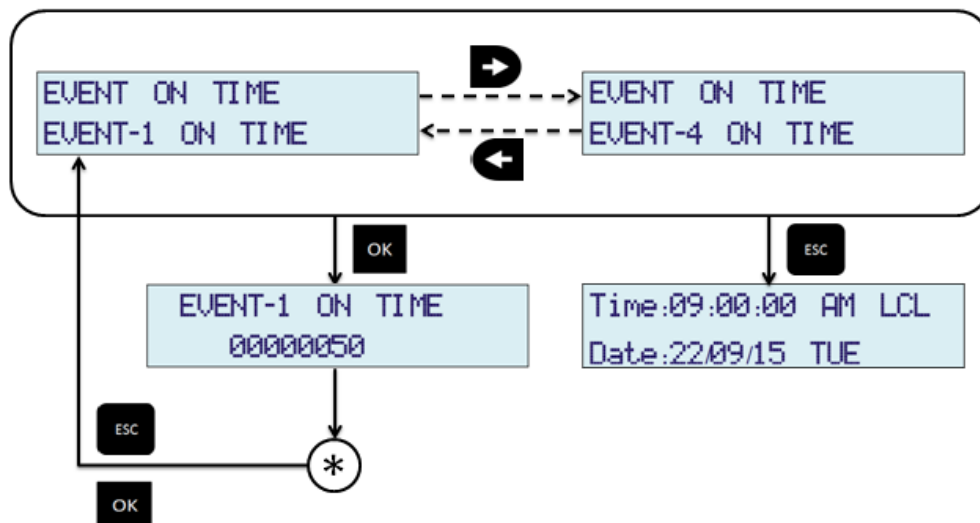 EVENT ON TIME
EVENT-1 ON TIME
EVENT ON TIME
EVENT-4 ON TIME
OK
ESC
EVENT-1 ON TIME
00000050
Time:09:00:00 AM LCL
Date:22/09/15 TUE
ESC
*
OK